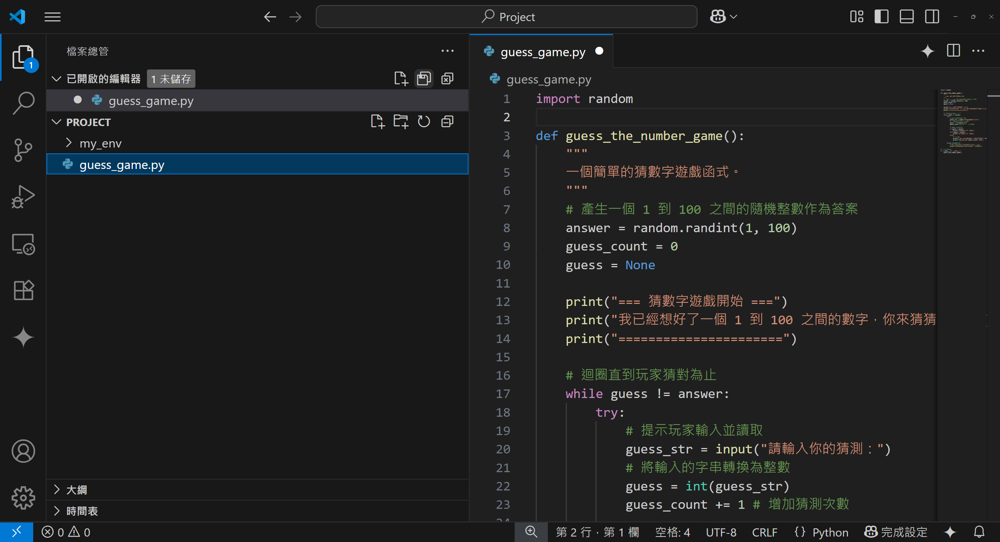 Project
檔案總管
1
已開啟的編輯器 1 未儲存
guess_game.py
PROJECT
my_env
guess_game.py
大綱
時間表
guess_game.py
guess_game.py
1 import random
2
3 def guess_the_number_game():
4 """
5 一個簡單的猜數字遊戲函式。
6 """
7 # 產生一個 1 到 100 之間的隨機整數作為答案
8 answer = random.randint(1, 100)
9 guess_count = 0
10 guess = None
11
12 print("=== 猜數字遊戲開始 ===")
13 print("我已經想好了一個 1 到 100 之間的數字，你來猜猜
14 print("======================")
15
16 # 迴圈直到玩家猜對為止
17 while guess != answer:
18 try:
19 # 提示玩家輸入並讀取
20 guess_str = input("請輸入你的猜測：")
21 # 將輸入的字串轉換為整數
22 guess = int(guess_str)
23 guess_count += 1 # 增加猜測次數
24
0 0
第 2 行，第 1 欄 空格: 4 UTF-8 CRLF {} Python 完成設定